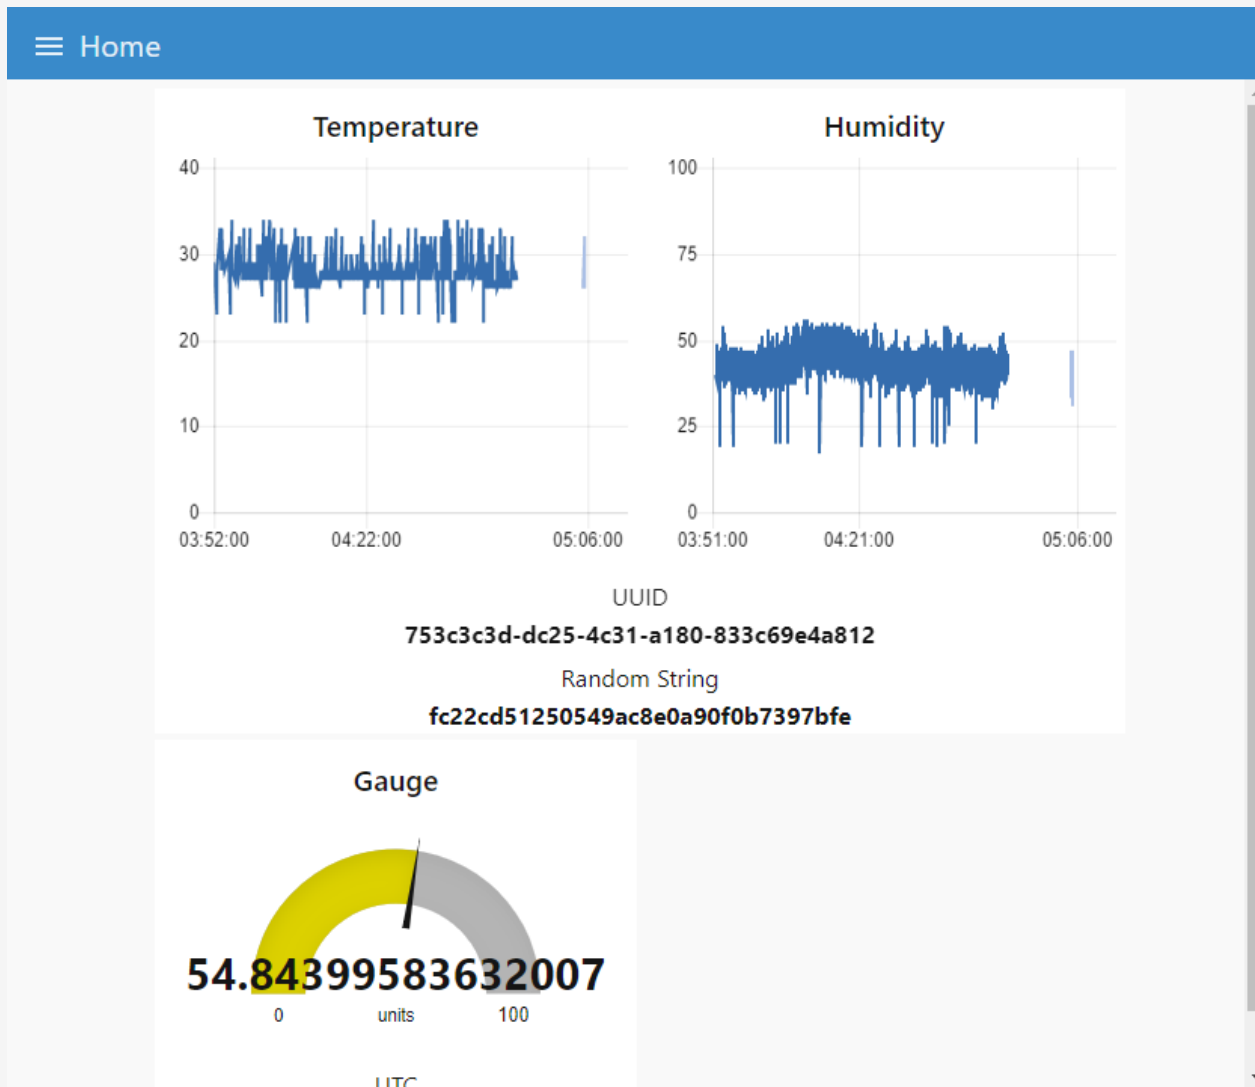 Home
Temperature
40
30
20
10
0
03:52:00 04:22:00 05:06:00
Humidity
100
75
50
25
0
03:51:00 04:21:00 05:06:00
UUID
753c3c3d-dc25-4c31-a180-833c69e4a812
Random String
fc22cd51250549ac8e0a90f0b7397bfe
Gauge
54.84399583632007
0 units 100
UTC